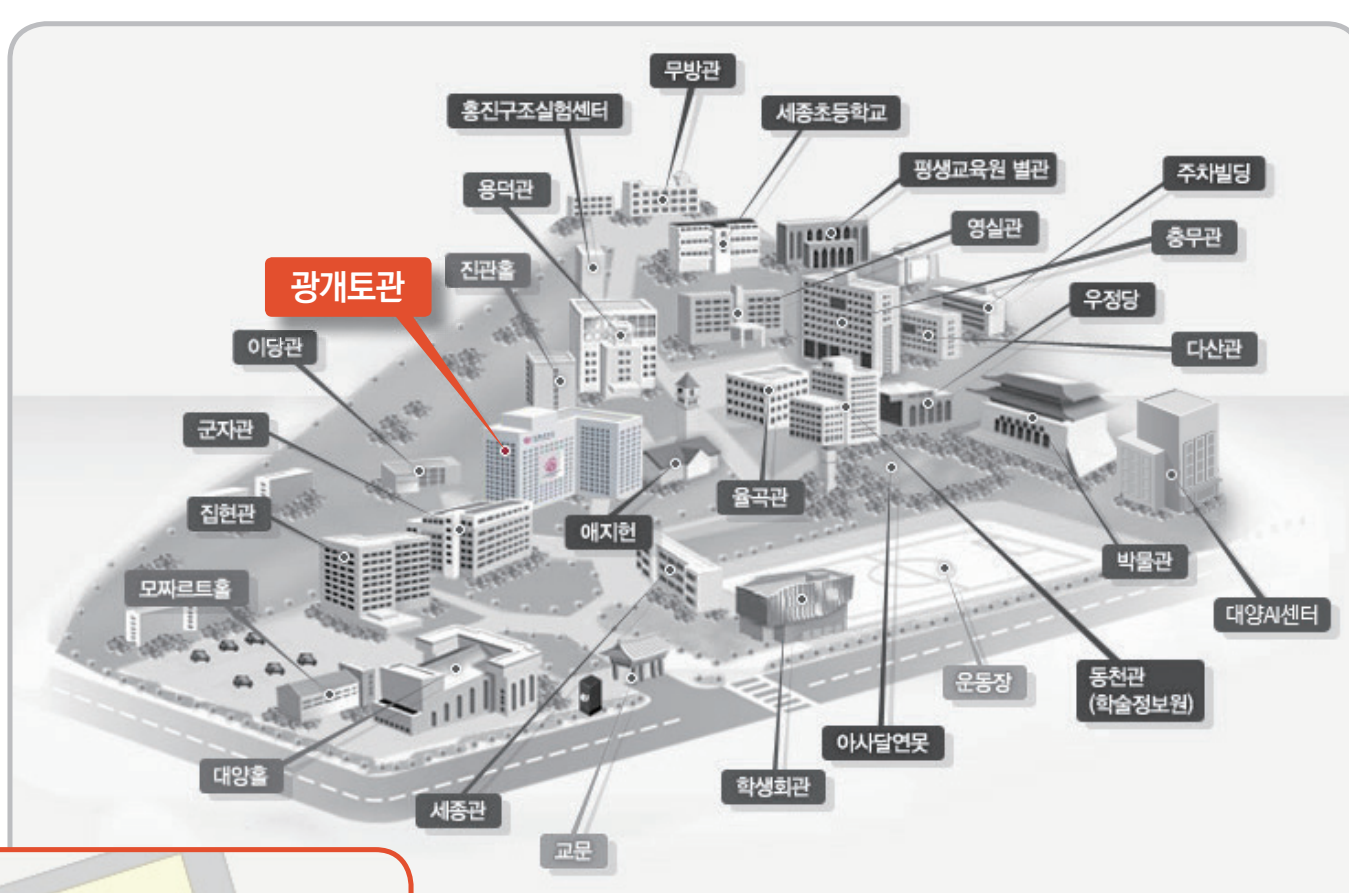 무방관
홍진구조실험센터
세종초등학교
평생교육원 별관
주차빌딩
용덕관
영실관
충무관
진관홀
광개토관
우정당
이당관
다산관
군자관
율곡관
집현관
애지헌
박물관
모짜르트홀
대양AI센터
운동장
동천관
(학술정보원)
아사달연못
대양홀
학생회관
세종관
교문